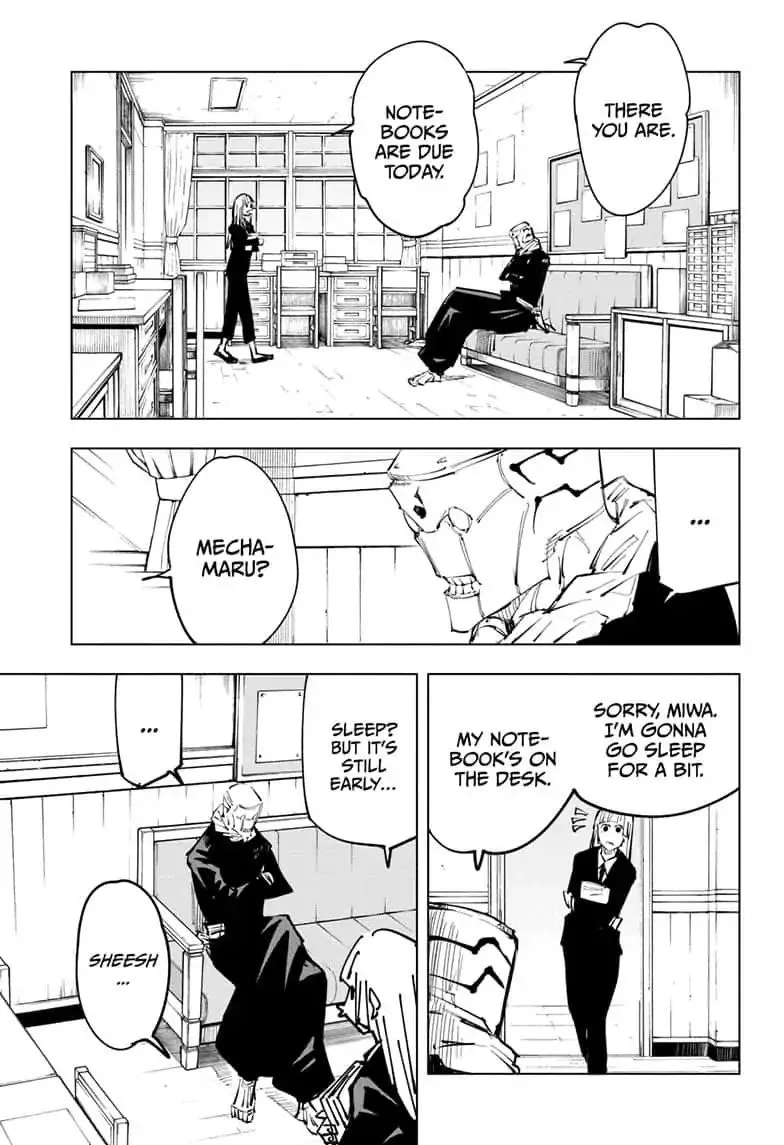 THERE
YOU ARE.
NOTE-
BOOKS
ARE DUE
TODAY.
...
MECHA-
MARU?
SORRY, MIWA.
I'M GONNA
GO SLEEP
FOR A BIT.
MY NOTE-
BOOK'S ON
THE DESK.
SLEEP?
BUT IT'S
STILL
EARLY...
...
SHEESH
...